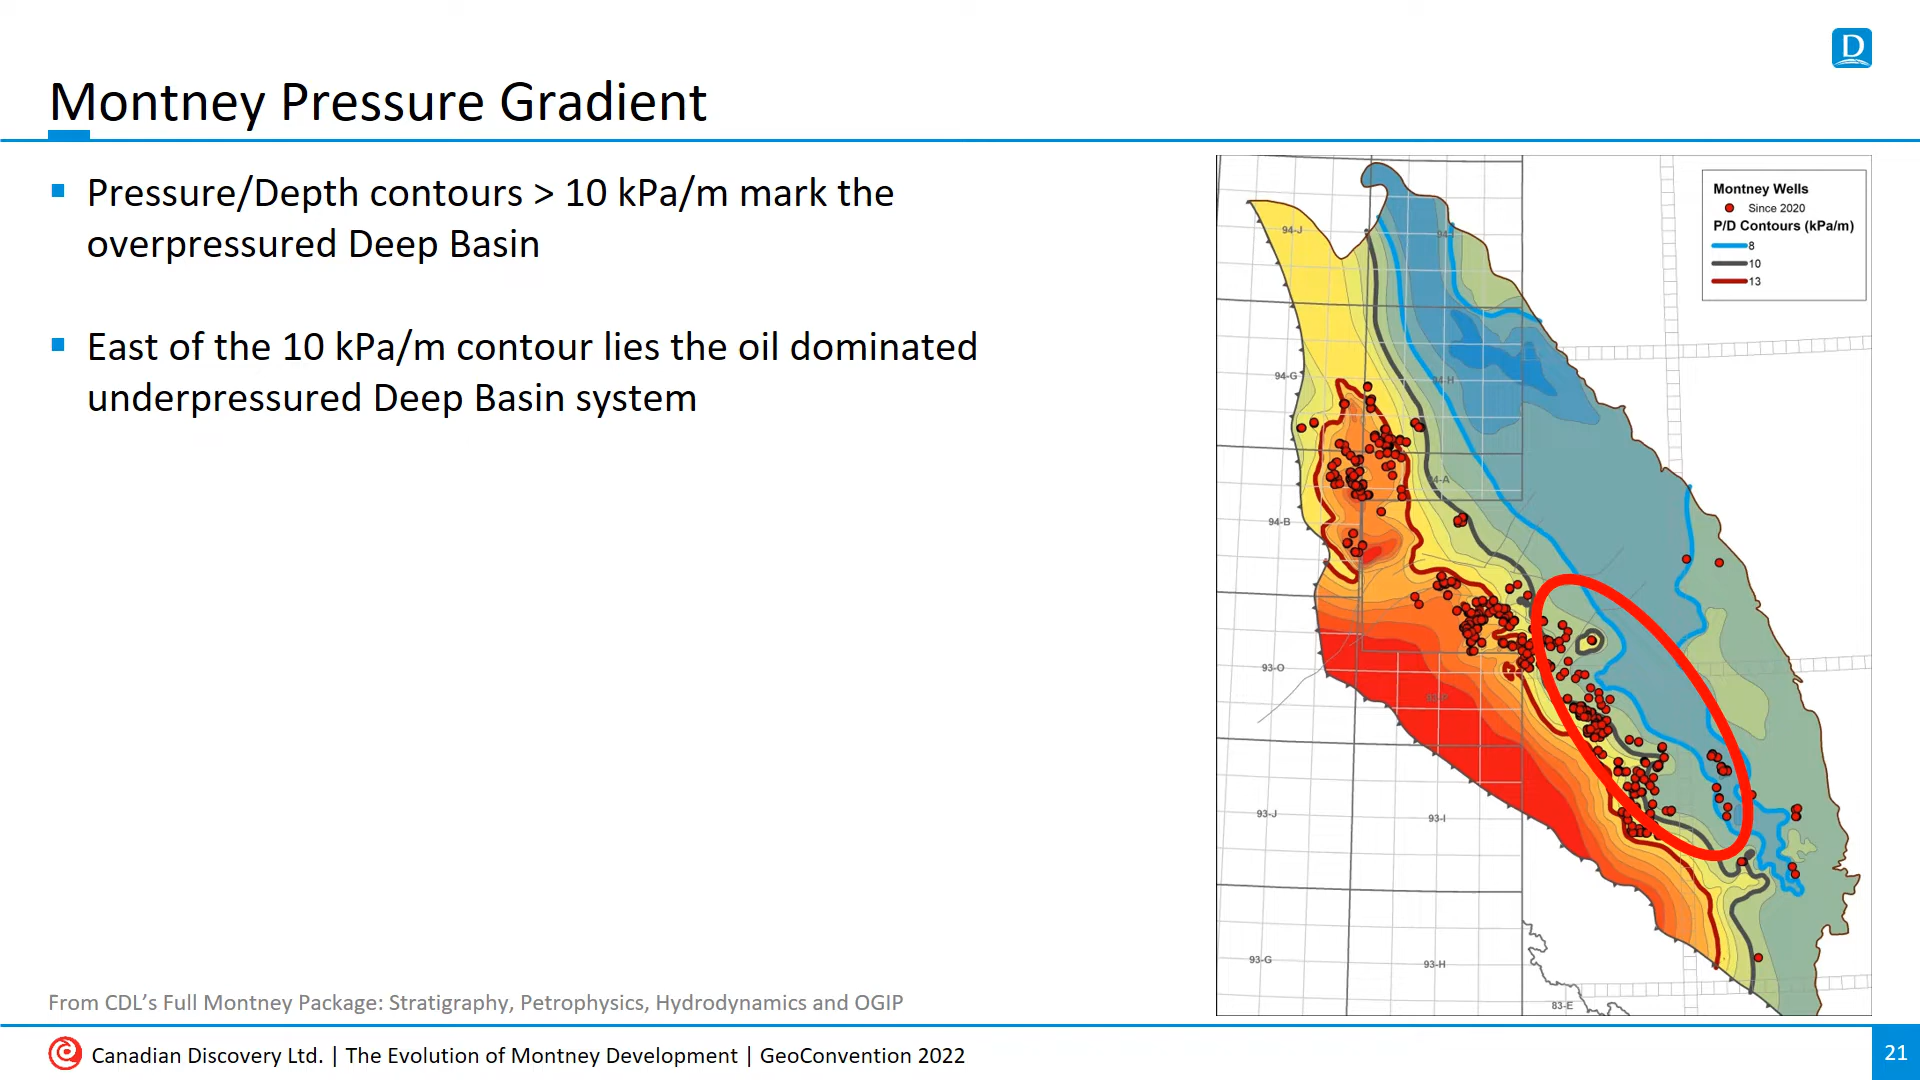 D
Montney Pressure Gradient
Pressure/Depth contours > 10 kPa/m mark the
overpressured Deep Basin
East of the 10 kPa/m contour lies the oil dominated
underpressured Deep Basin system
Montney Wells
Since 2020
P/D Contours (kPa/m)
8
10
13
94-J
94-G
94-H
94-A
94-B
93-O
93-P
93-J
93-I
93-G
93-H
83-E
From CDL’s Full Montney Package: Stratigraphy, Petrophysics, Hydrodynamics and OGIP
Canadian Discovery Ltd. | The Evolution of Montney Development | GeoConvention 2022
21